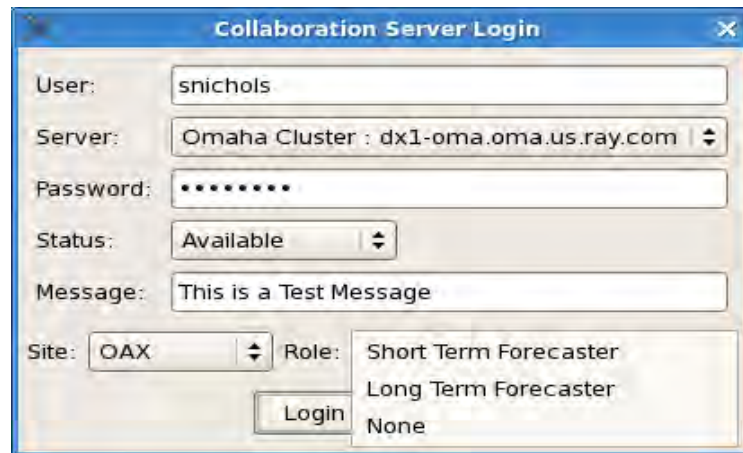 Collaboration Server Login
User: snichols
Server: Omaha Cluster : dx1-oma.oma.us.ray.com
Password: ••••••••
Status: Available
Message: This is a Test Message
Site: OAX Role: Short Term Forecaster
Long Term Forecaster
Login None